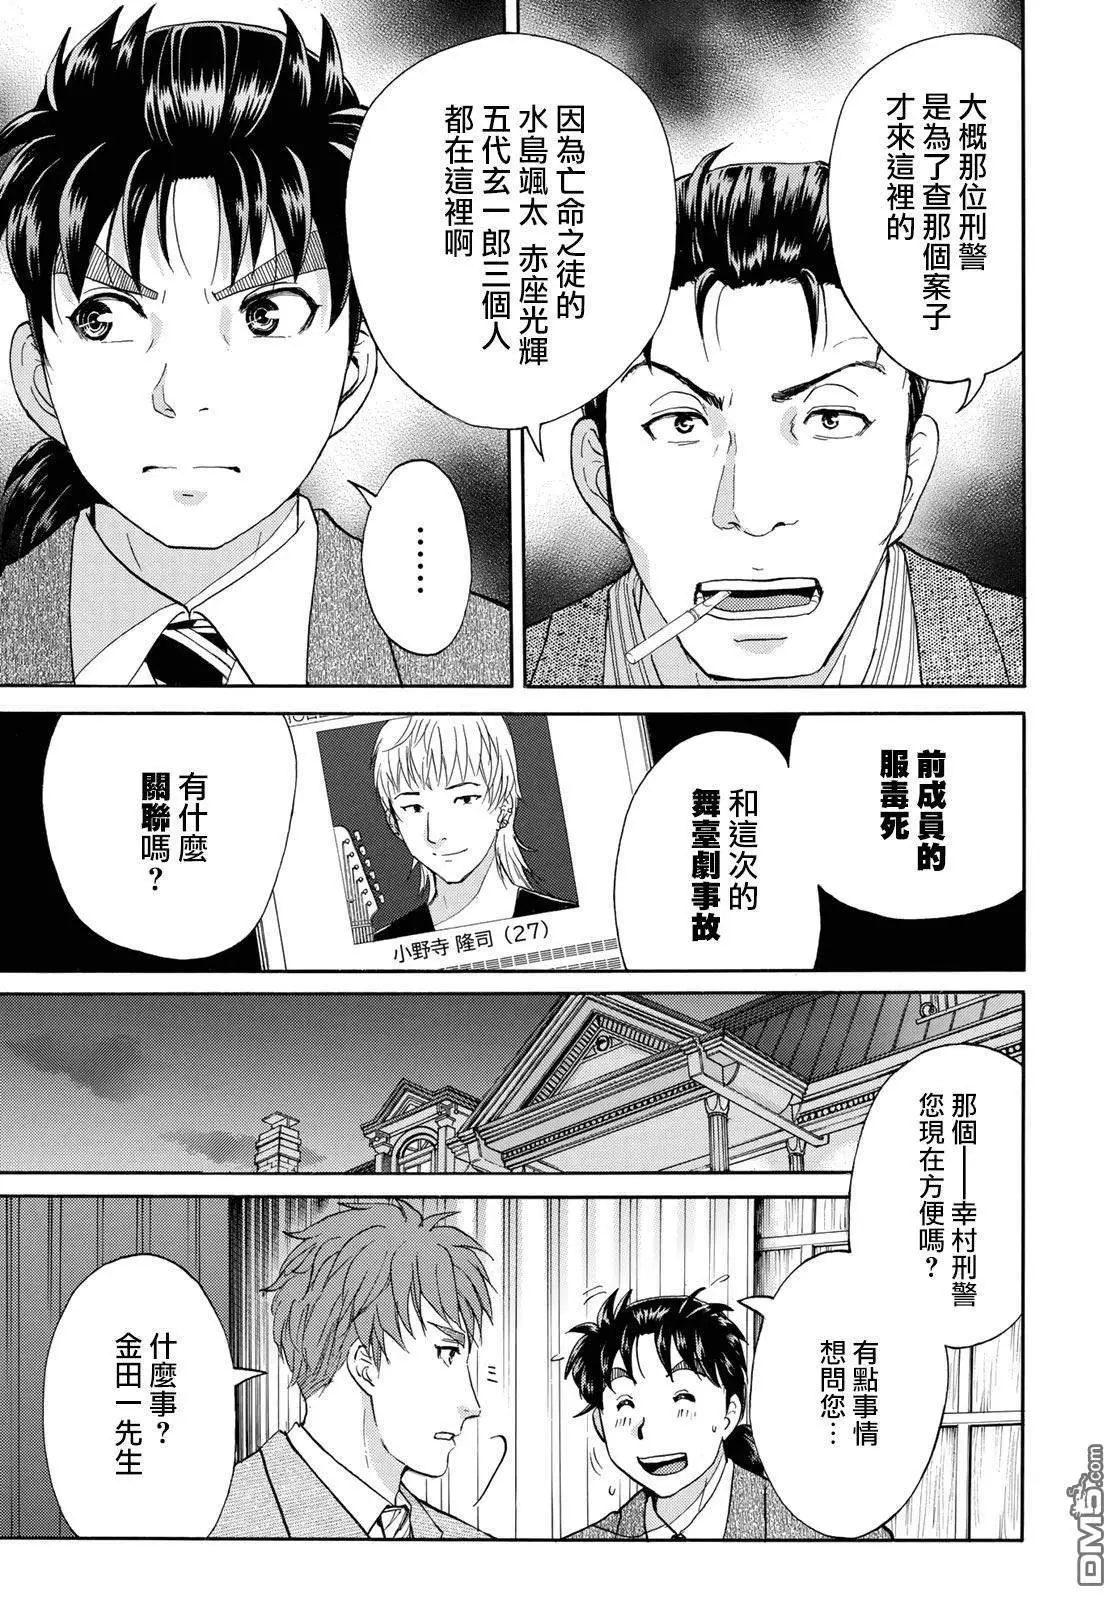 大概那位刑警
是為了查那個案子
才來這裡的
因為亡命之徒的
水島颯太 赤座光輝
五代玄一郎三個人
都在這裡啊
……
前成員的
服毒死
和這次的
舞臺劇事故
小野寺 隆司（27）
有什麼
關聯嗎？
那個——幸村刑警
您現在方便嗎？
有點事情
想問您…
什麼事？
金田一先生
DM5.com